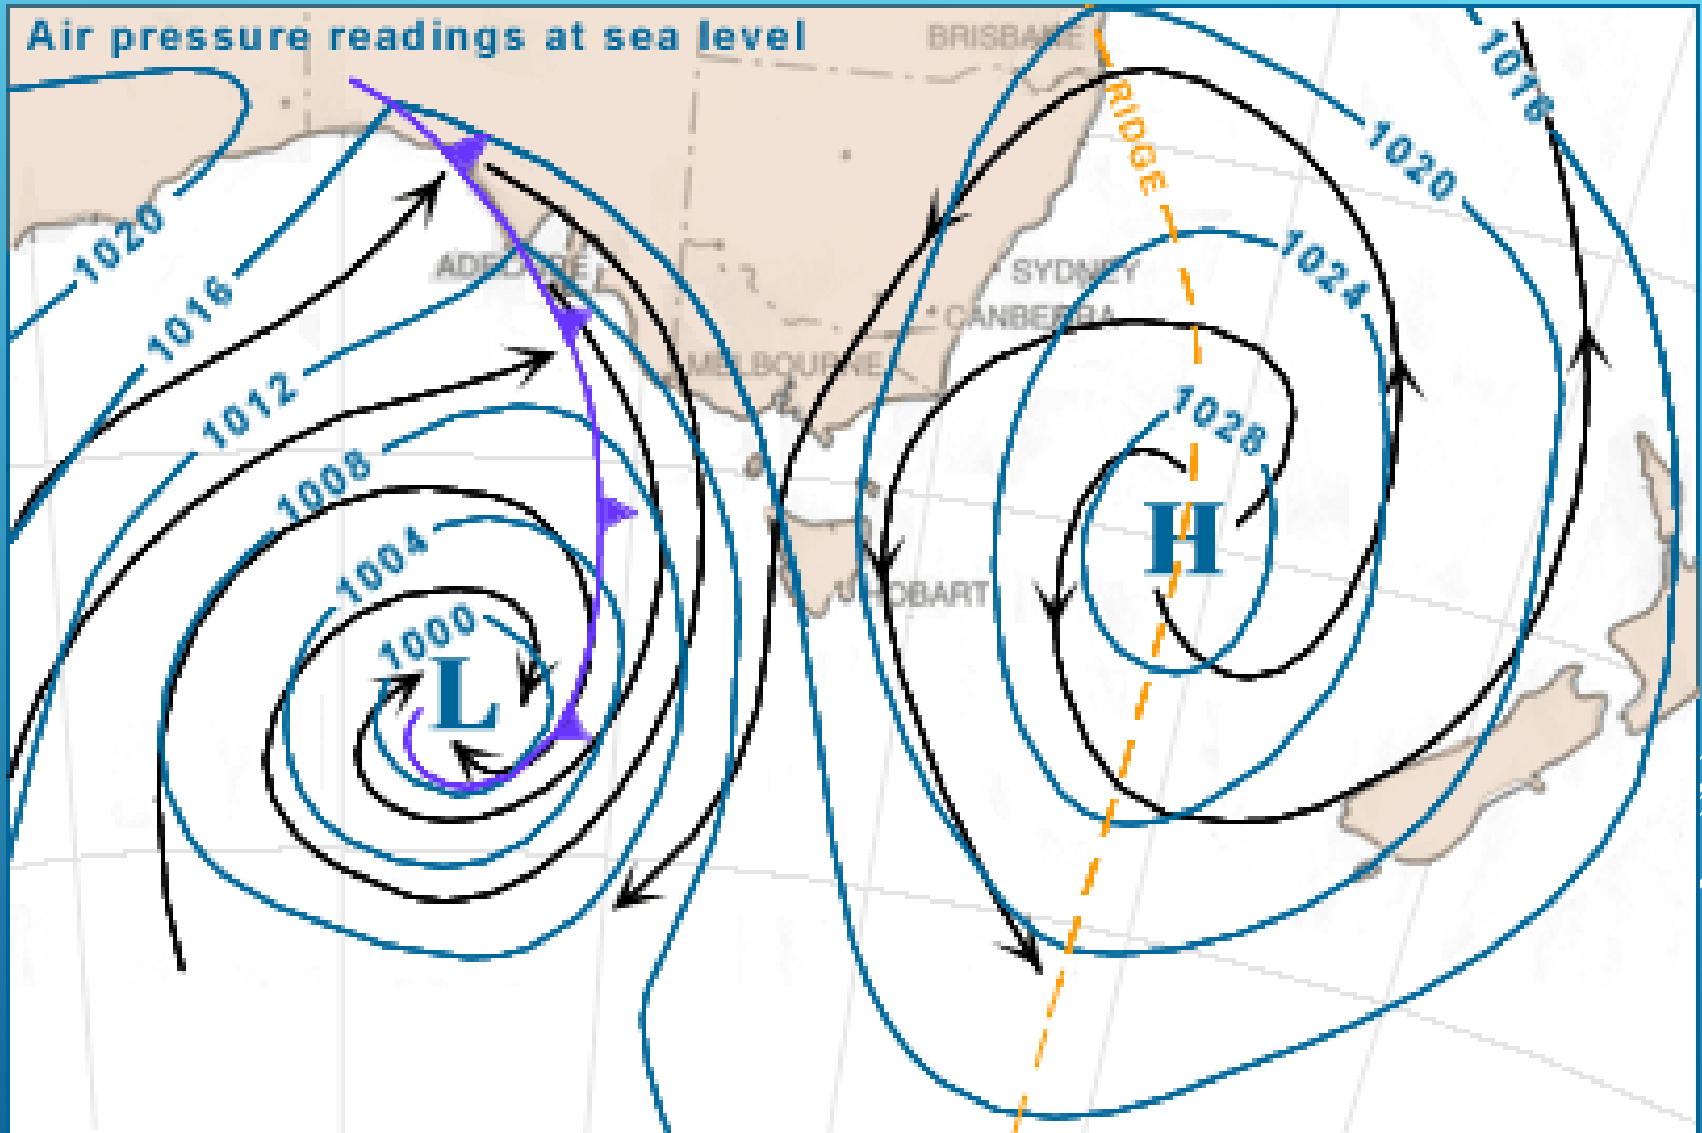 Air pressure readings at sea level
BRISBANE
1016
RIDGE
1020
1020
1016
ADELAIDE
SYDNEY
1024
CANBERRA
MELBOURNE
1012
1028
1008
1004
H
HOBART
1000
L